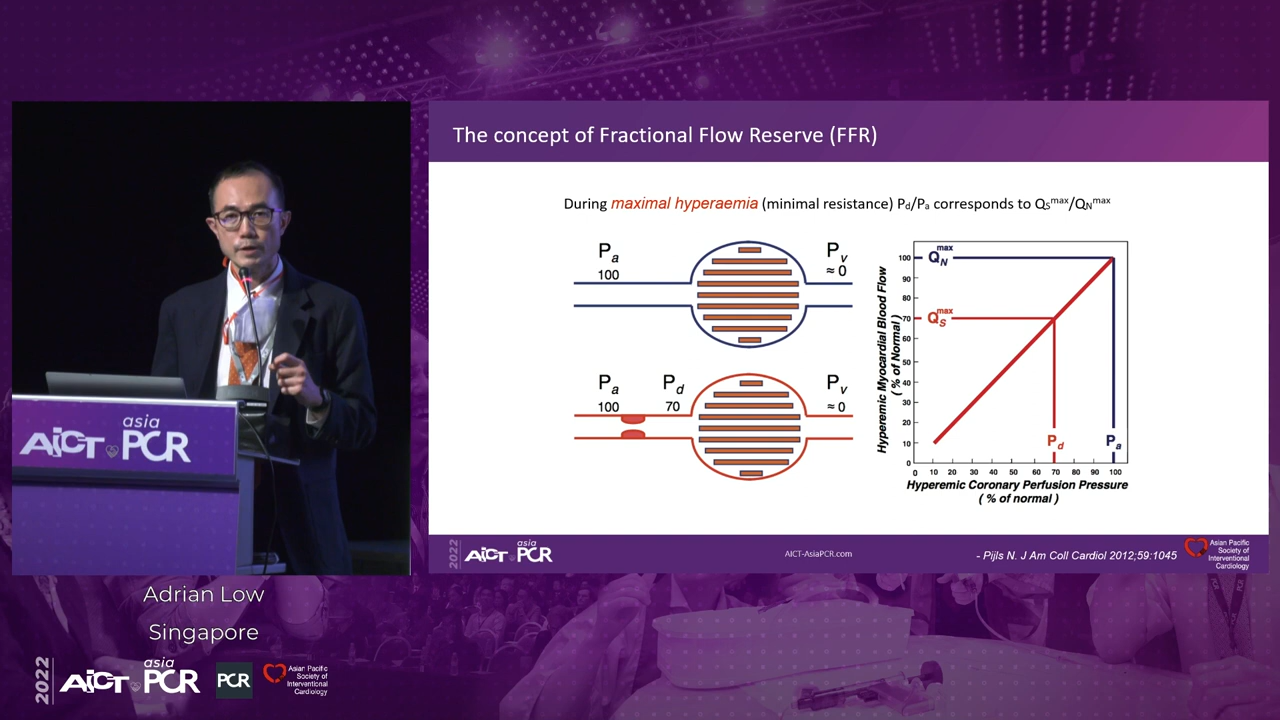 The concept of Fractional Flow Reserve (FFR)
During maximal hyperaemia (minimal resistance) Pd/Pa corresponds to QSmax/QNmax
Pa
100
Pv
≈ 0
Pa
100
Pd
70
Pv
≈ 0
Hyperemic Myocardial Blood Flow
( % of Normal )
100
90
80
70
60
50
40
30
20
10
0
QNmax
QSmax
Pd
Pa
0 10 20 30 40 50 60 70 80 90 100
Hyperemic Coronary Perfusion Pressure
( % of normal )
2022 AICT asia PCR
AICT-AsiaPCR.com
- Pijls N. J Am Coll Cardiol 2012;59:1045
Asian Pacific
Society of
Interventional
Cardiology
AICT asia PCR
Adrian Low
Singapore
2022 AICT asia PCR
PCR
Asian Pacific
Society of
Interventional
Cardiology